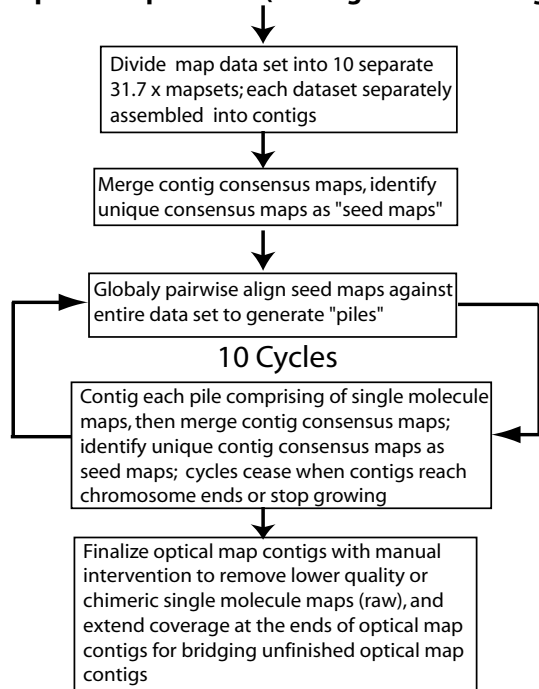 Divide map data set into 10 separate
31.7 x mapsets; each dataset separately
assembled into contigs
Merge contig consensus maps, identify
unique consensus maps as "seed maps"
Globaly pairwise align seed maps against
entire data set to generate "piles"
10 Cycles
Contig each pile comprising of single molecule
maps, then merge contig consensus maps;
identify unique contig consensus maps as
seed maps; cycles cease when contigs reach
chromosome ends or stop growing
Finalize optical map contigs with manual
intervention to remove lower quality or
chimeric single molecule maps (raw), and
extend coverage at the ends of optical map
contigs for bridging unfinished optical map
contigs